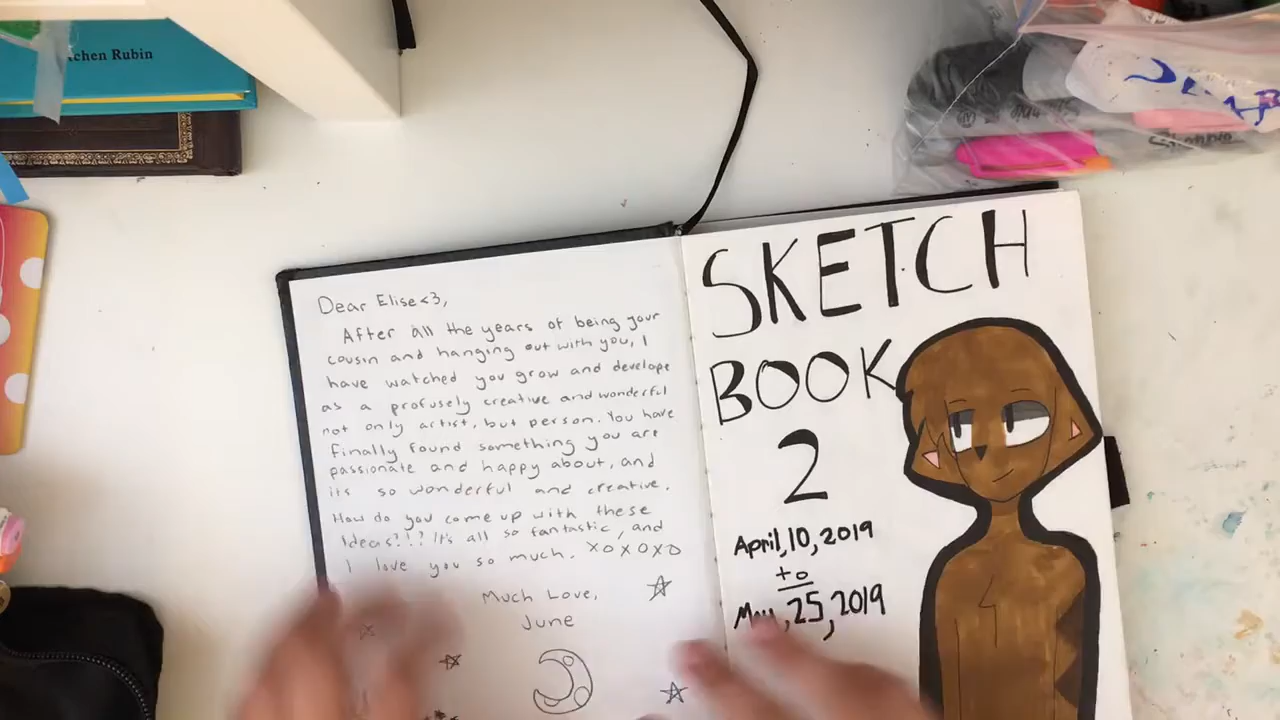 chen Rubin
Sharpie
Dear Elise<3,
After all the years of being your
cousin and hanging out with you, I
have watched you grow and develope
as a profusely creative and wonderful
not only artist, but person. You have
finally found something you are
passionate and happy about, and
its so wonderful and creative.
How do you come up with these
Ideas?!? It's all so fantastic, and
I love you so much. XOXOXO
Much Love,
June
SKETCH
BOOK
2
April, 10, 2019
to
May, 25, 2019